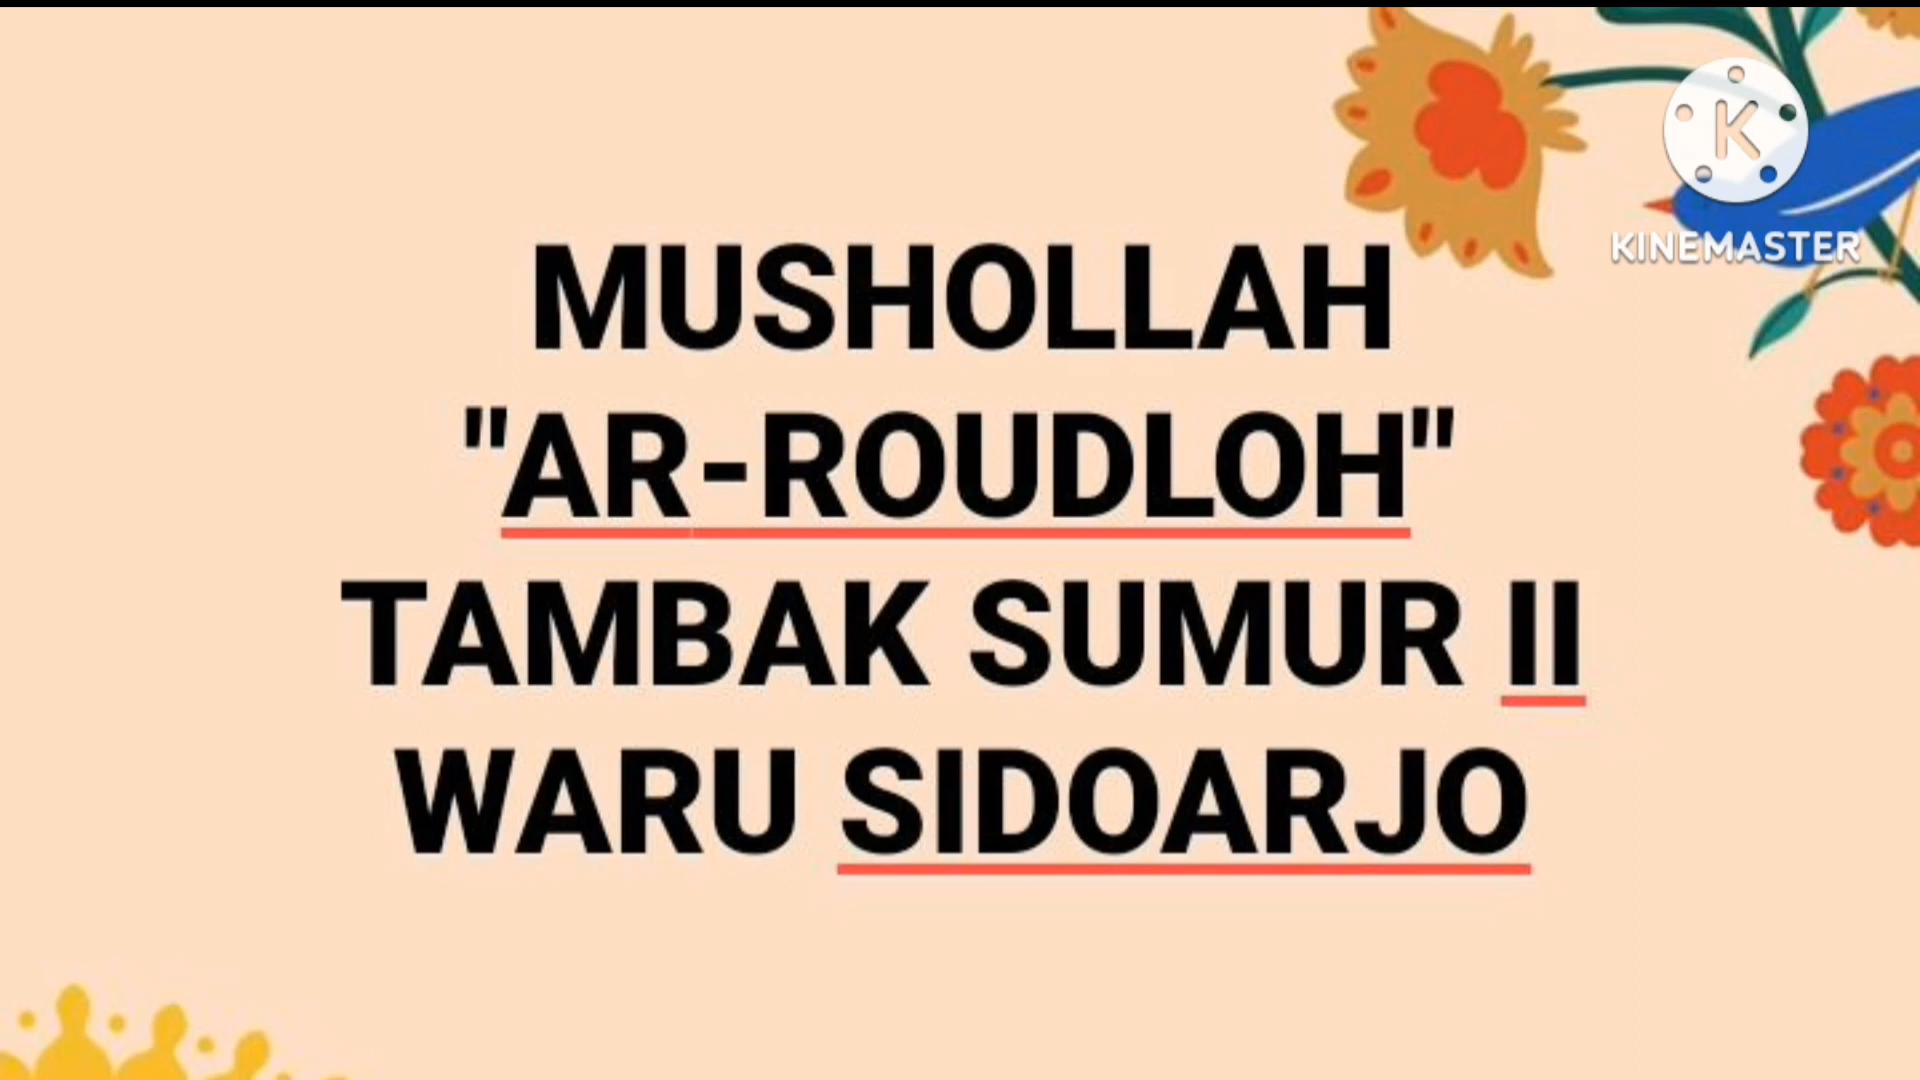 MUSHOLLAH
"AR-ROUDLOH"
TAMBAK SUMUR II
WARU SIDOARJO
K
KINEMASTER